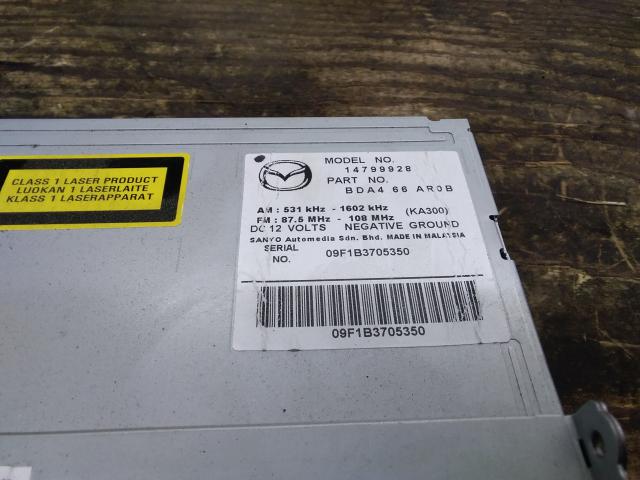 CLASS 1 LASER PRODUCT
LUOKAN 1 LASERLAITE
KLASS 1 LASERAPPARAT
MODEL NO.
14799928
PART NO.
BDA4 66 AR0B
AM : 531 kHz - 1602 kHz (KA300)
FM : 87.5 MHz - 108 MHz
DC 12 VOLTS NEGATIVE GROUND
SANYO Automedia Sdn. Bhd. MADE IN MALAYSIA
SERIAL
NO. 09F1B3705350
09F1B3705350